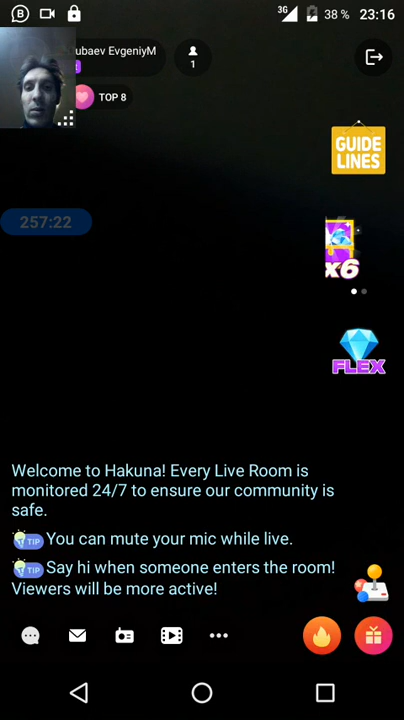 3G 38 % 23:16
ubaev EvgeniyM
1
TOP 8
GUIDE
LINES
257:22
x6
FLEX
Welcome to Hakuna! Every Live Room is
monitored 24/7 to ensure our community is
safe.
TIP You can mute your mic while live.
TIP Say hi when someone enters the room!
Viewers will be more active!